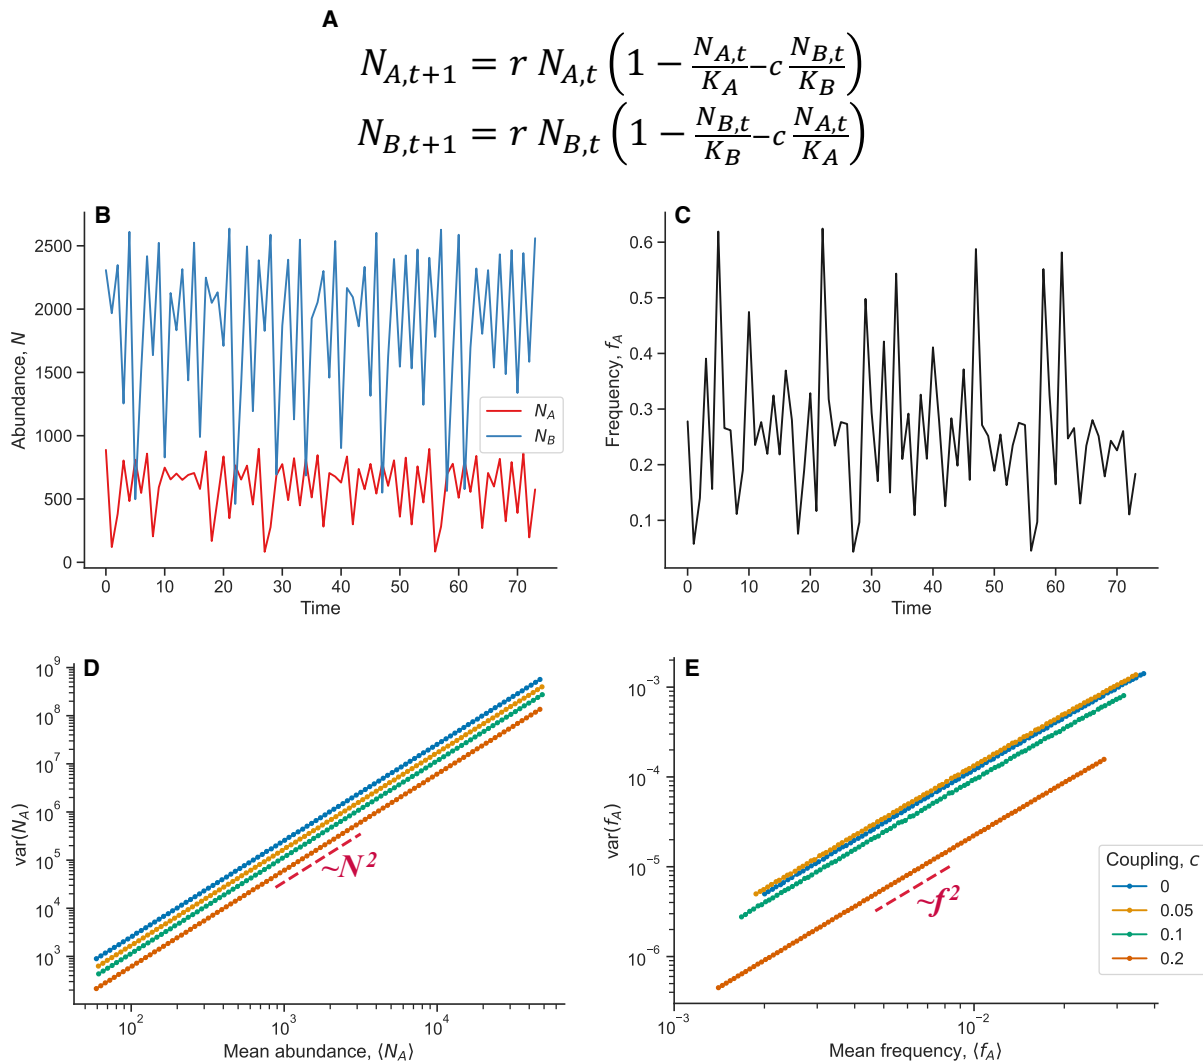 A
N_{A,t+1} = r N_{A,t} (1 − N_{A,t}/K_A − c N_{B,t}/K_B)
N_{B,t+1} = r N_{B,t} (1 − N_{B,t}/K_B − c N_{A,t}/K_A)
B
2500
2000
1500
1000
500
0
Abundance, N
N_A
N_B
0 10 20 30 40 50 60 70
Time
C
0.6
0.5
0.4
0.3
0.2
0.1
Frequency, f_A
0 10 20 30 40 50 60 70
Time
D
10^9
10^8
10^7
10^6
10^5
10^4
10^3
var(N_A)
~N^2
10^2 10^3 10^4
Mean abundance, ⟨N_A⟩
E
10^{-3}
10^{-4}
10^{-5}
10^{-6}
var(f_A)
~f^2
Coupling, c
0
0.05
0.1
0.2
10^{-3} 10^{-2}
Mean frequency, ⟨f_A⟩